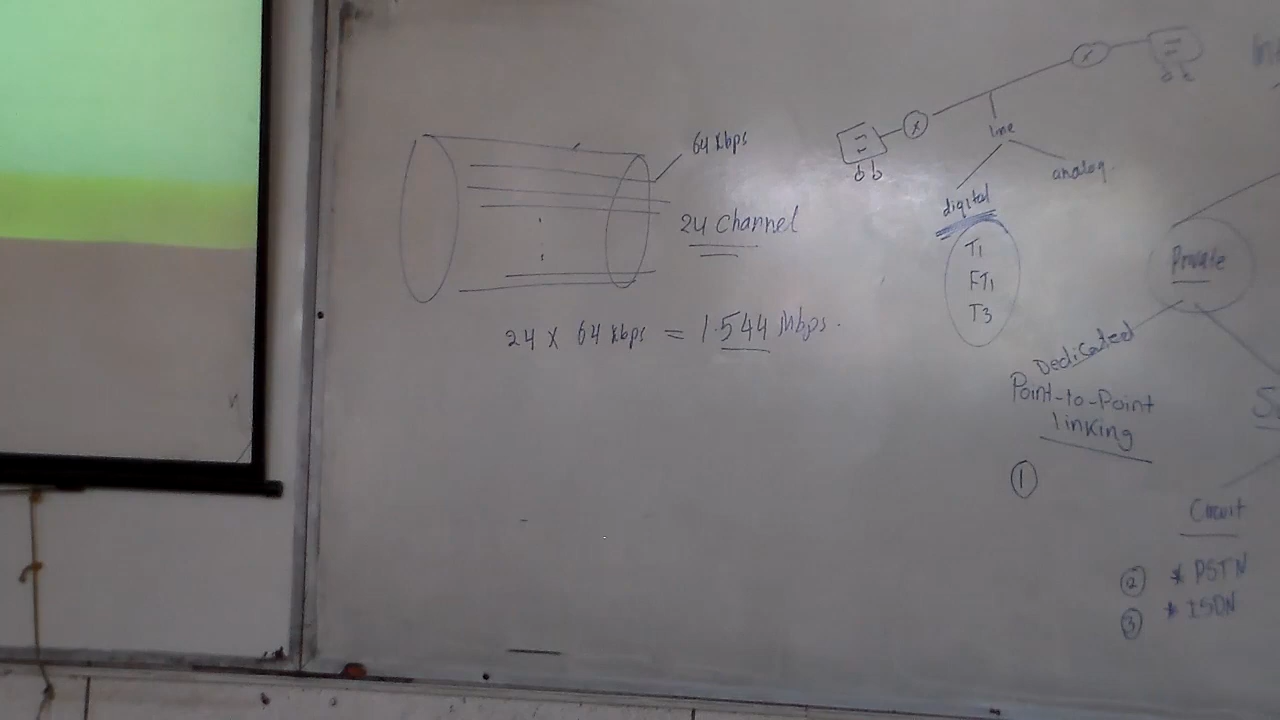 64 Kbps
24 Channel
24 x 64 Kbps = 1.544 Mbps.
line
digital
analog
T1
FT1
T3
Private
Dedicated
Point-to-Point
linking
①
Circuit
② * PSTN
③ * ISDN